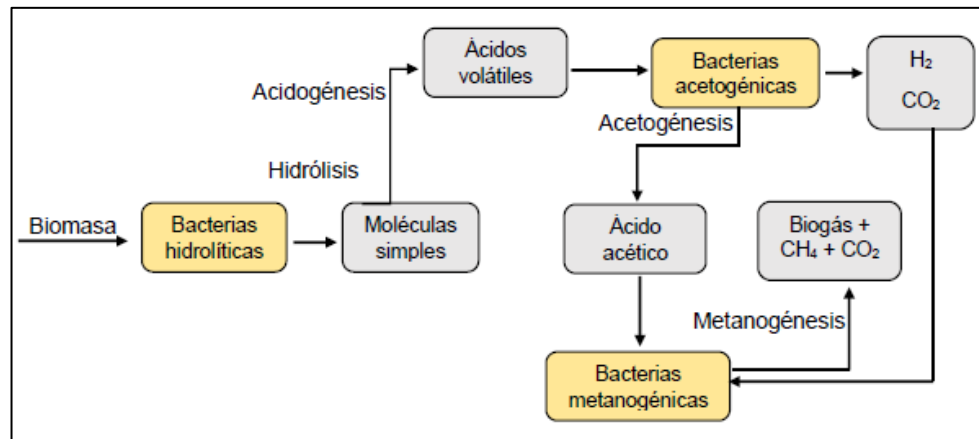 Biomasa
Bacterias
hidrolíticas
Hidrólisis
Moléculas
simples
Acidogénesis
Ácidos
volátiles
Bacterias
acetogénicas
H₂
CO₂
Acetogénesis
Ácido
acético
Biogás +
CH₄ + CO₂
Metanogénesis
Bacterias
metanogénicas